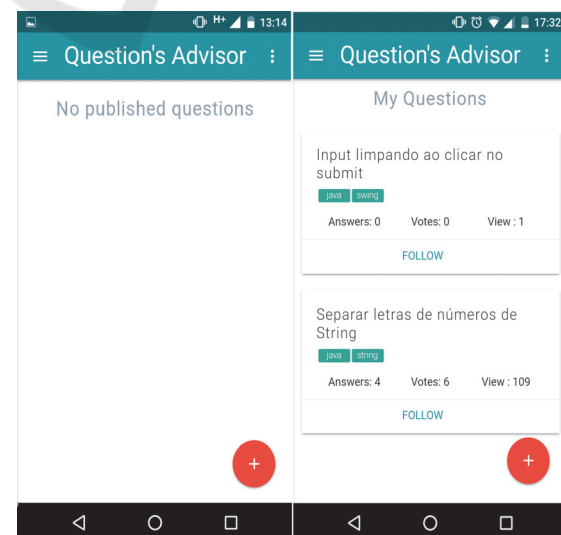 H+ 13:14
Question's Advisor
No published questions
+
17:32
Question's Advisor
My Questions
Input limpando ao clicar no
submit
java swing
Answers: 0 Votes: 0 View : 1
FOLLOW
Separar letras de números de
String
java string
Answers: 4 Votes: 6 View : 109
FOLLOW
+